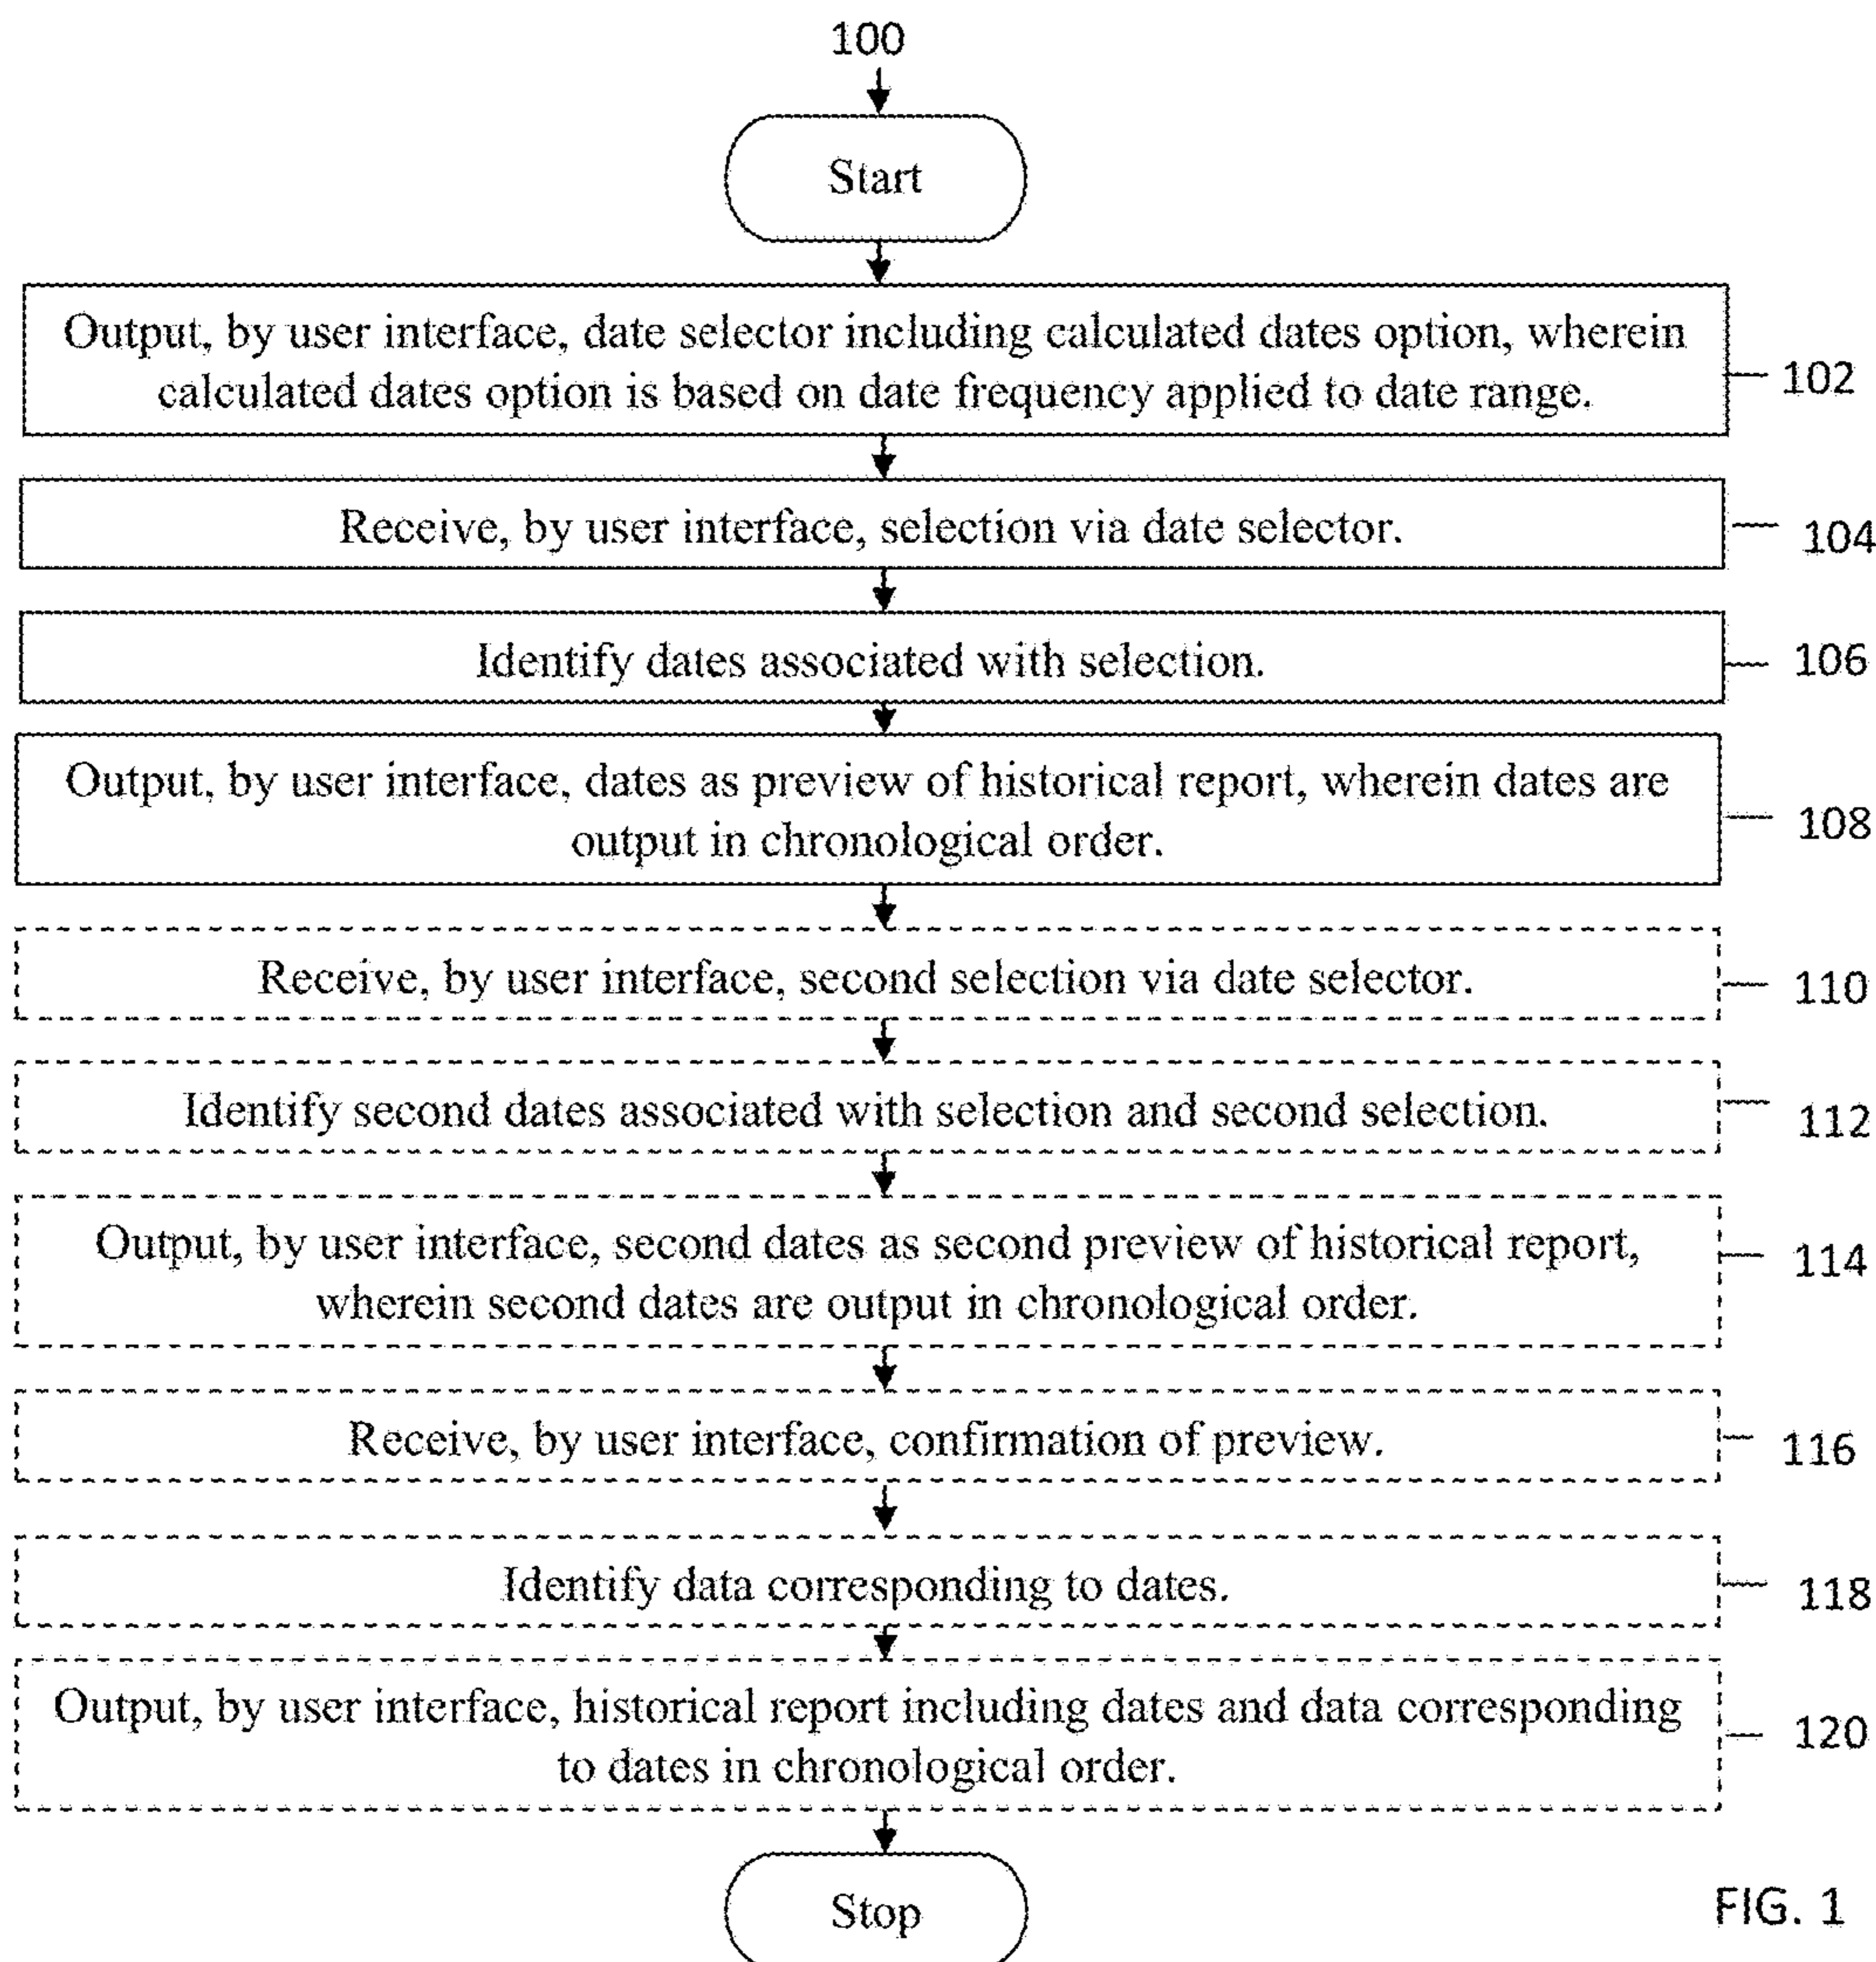 100
Start
Output, by user interface, date selector including calculated dates option, wherein
calculated dates option is based on date frequency applied to date range.
102
Receive, by user interface, selection via date selector.
104
Identify dates associated with selection.
106
Output, by user interface, dates as preview of historical report, wherein dates are
output in chronological order.
108
Receive, by user interface, second selection via date selector.
110
Identify second dates associated with selection and second selection.
112
Output, by user interface, second dates as second preview of historical report,
wherein second dates are output in chronological order.
114
Receive, by user interface, confirmation of preview.
116
Identify data corresponding to dates.
118
Output, by user interface, historical report including dates and data corresponding
to dates in chronological order.
120
Stop
FIG. 1